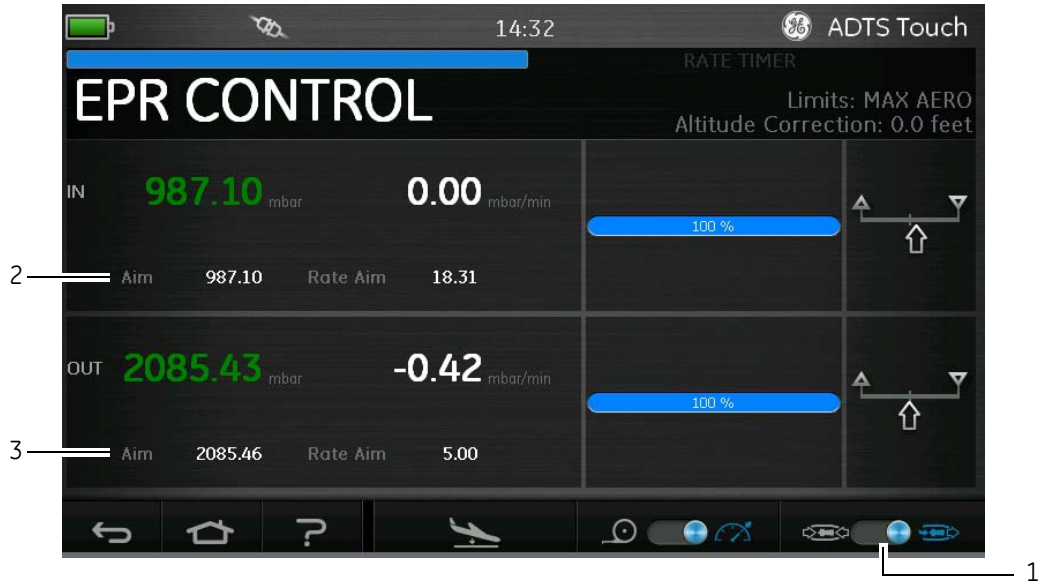 14:32 ADTS Touch
RATE TIMER
EPR CONTROL
Limits: MAX AERO
Altitude Correction: 0.0 feet
IN 987.10 mbar 0.00 mbar/min
100 %
2 Aim 987.10 Rate Aim 18.31
OUT 2085.43 mbar -0.42 mbar/min
100 %
3 Aim 2085.46 Rate Aim 5.00
?
1